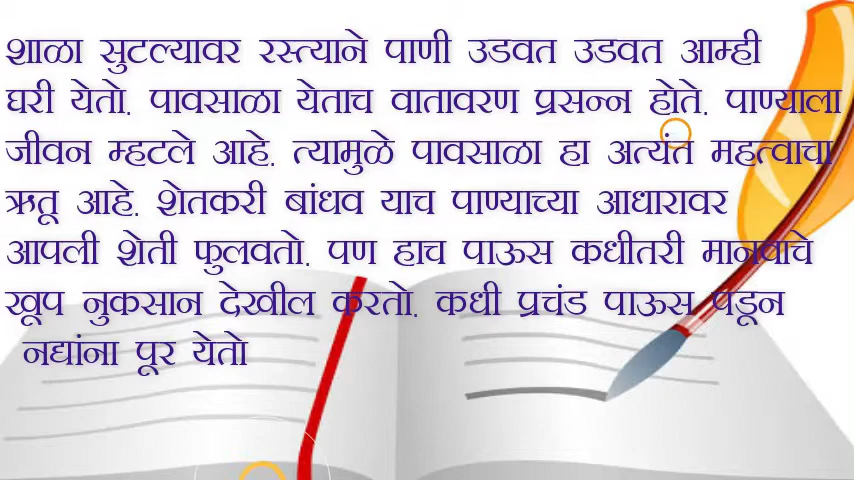 शाळा सुटल्यावर रस्त्याने पाणी उडवत उडवत आम्ही
घरी येतो. पावसाळा येताच वातावरण प्रसन्न होते. पाण्याला
जीवन म्हटले आहे. त्यामुळे पावसाळा हा अत्यंत महत्वाचा
ऋतू आहे. शेतकरी बांधव याच पाण्याच्या आधारावर
आपली शेती फुलवतो. पण हाच पाऊस कधीतरी मानवाचे
खूप नुकसान देखील करतो. कधी प्रचंड पाऊस पडून
नद्यांना पूर येतो